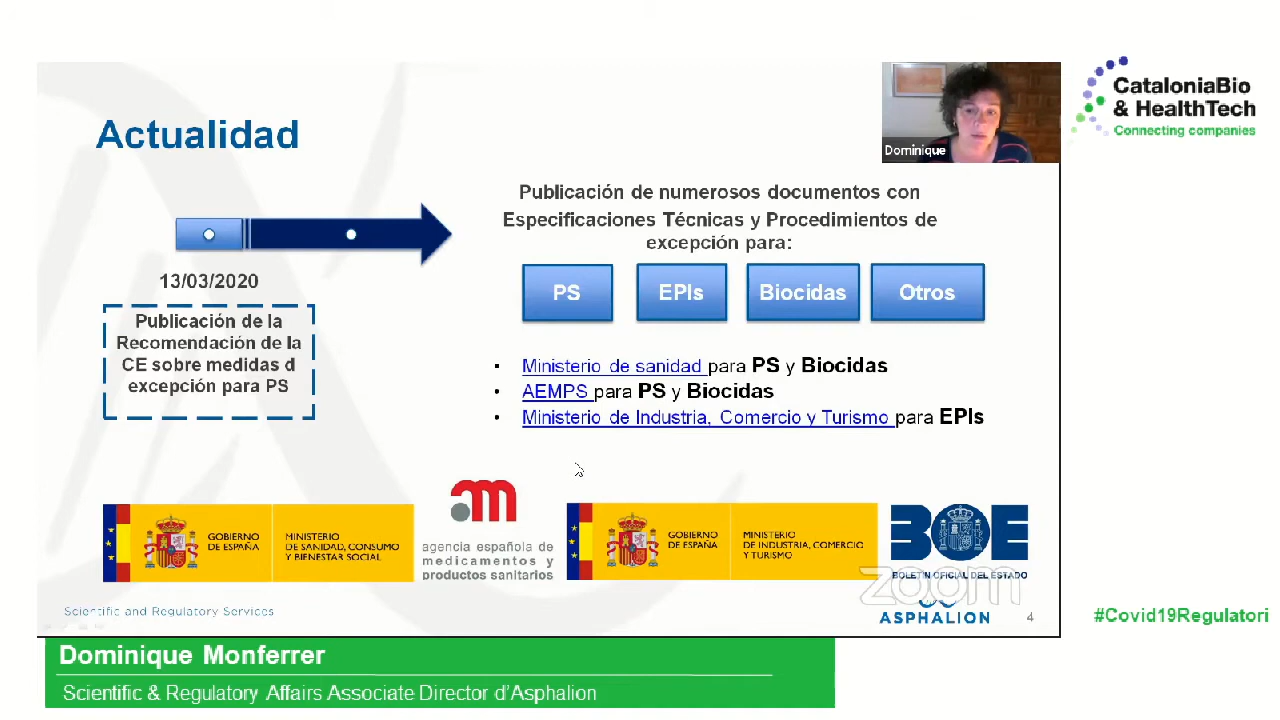 Actualidad
Dominique
CataloniaBio
& HealthTech
Connecting companies
13/03/2020
Publicación de la
Recomendación de la
CE sobre medidas d
excepción para PS
Publicación de numerosos documentos con
Especificaciones Técnicas y Procedimientos de
excepción para:
PS
EPIs
Biocidas
Otros
• Ministerio de sanidad para PS y Biocidas
• AEMPS para PS y Biocidas
• Ministerio de Industria, Comercio y Turismo para EPIs
GOBIERNO
DE ESPAÑA
MINISTERIO
DE SANIDAD, CONSUMO
Y BIENESTAR SOCIAL
agencia española de
medicamentos y
productos sanitarios
GOBIERNO
DE ESPAÑA
MINISTERIO
DE INDUSTRIA, COMERCIO
Y TURISMO
BOE
BOLETIN OFICIAL DEL ESTADO
zoom
Scientific and Regulatory Services
ASPHALION
4
#Covid19Regulatori
Dominique Monferrer
Scientific & Regulatory Affairs Associate Director d'Asphalion